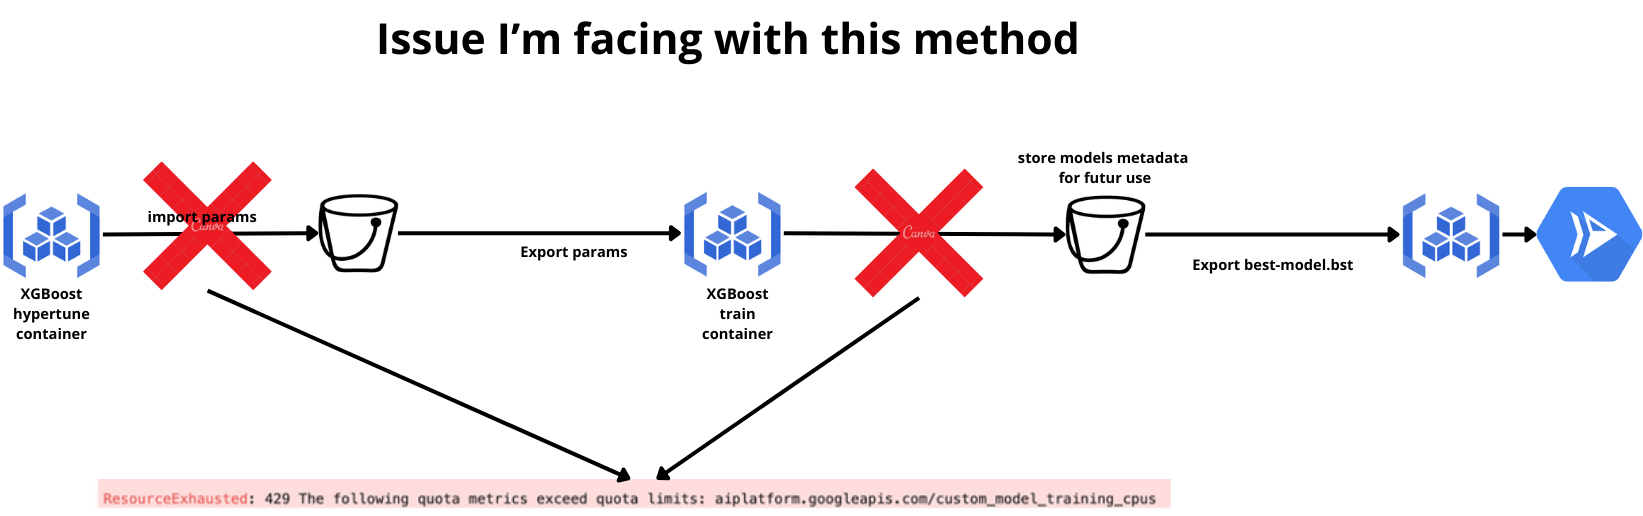 Issue I’m facing with this method
store models metadata
for futur use
import params
Canva
Canva
Export params
Export best-model.bst
XGBoost
hypertune
container
XGBoost
train
container
ResourceExhausted: 429 The following quota metrics exceed quota limits: aiplatform.googleapis.com/custom_model_training_cpus